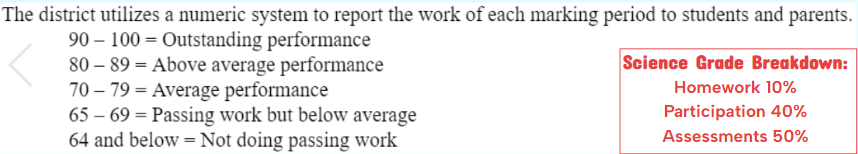 The district utilizes a numeric system to report the work of each marking period to students and parents.
90 – 100 = Outstanding performance
80 – 89 = Above average performance
70 – 79 = Average performance
65 – 69 = Passing work but below average
64 and below = Not doing passing work
Science Grade Breakdown:
Homework 10%
Participation 40%
Assessments 50%